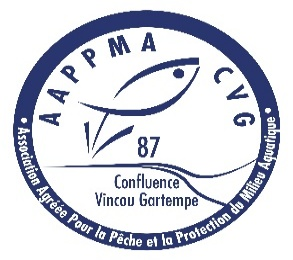 AAPPMA CVG
87
Confluence
Vincou Gartempe
• Association Agréée Pour la Pêche et la Protection du Milieu Aquatique •